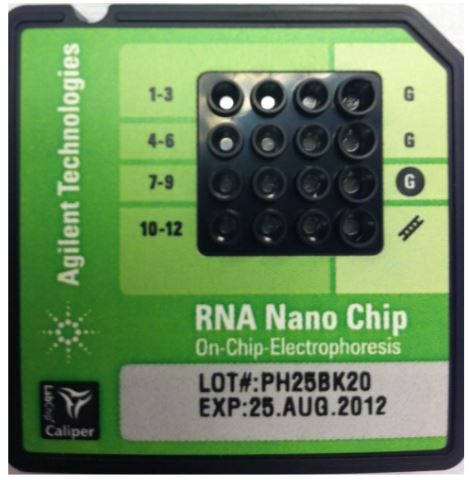 Agilent Technologies
1-3 G
4-6 G
7-9 G
10-12
RNA Nano Chip
On-Chip-Electrophoresis
LOT#:PH25BK20
EXP:25.AUG.2012
LabChip
Caliper